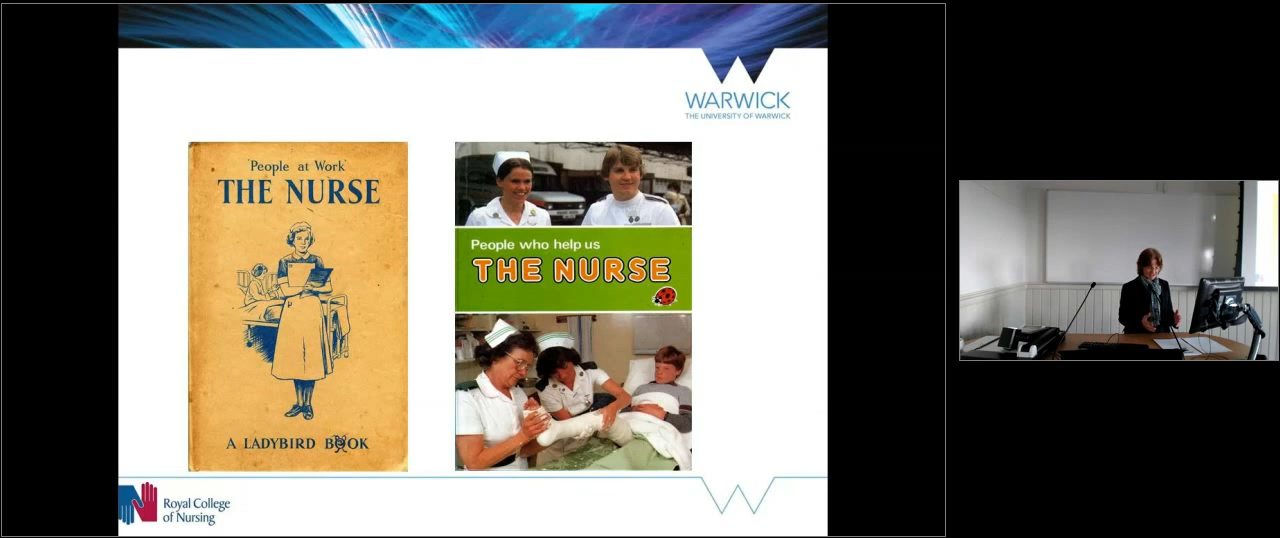 WARWICK
THE UNIVERSITY OF WARWICK
'People at Work'
THE NURSE
A LADYBIRD BOOK
People who help us
THE NURSE
Royal College
of Nursing